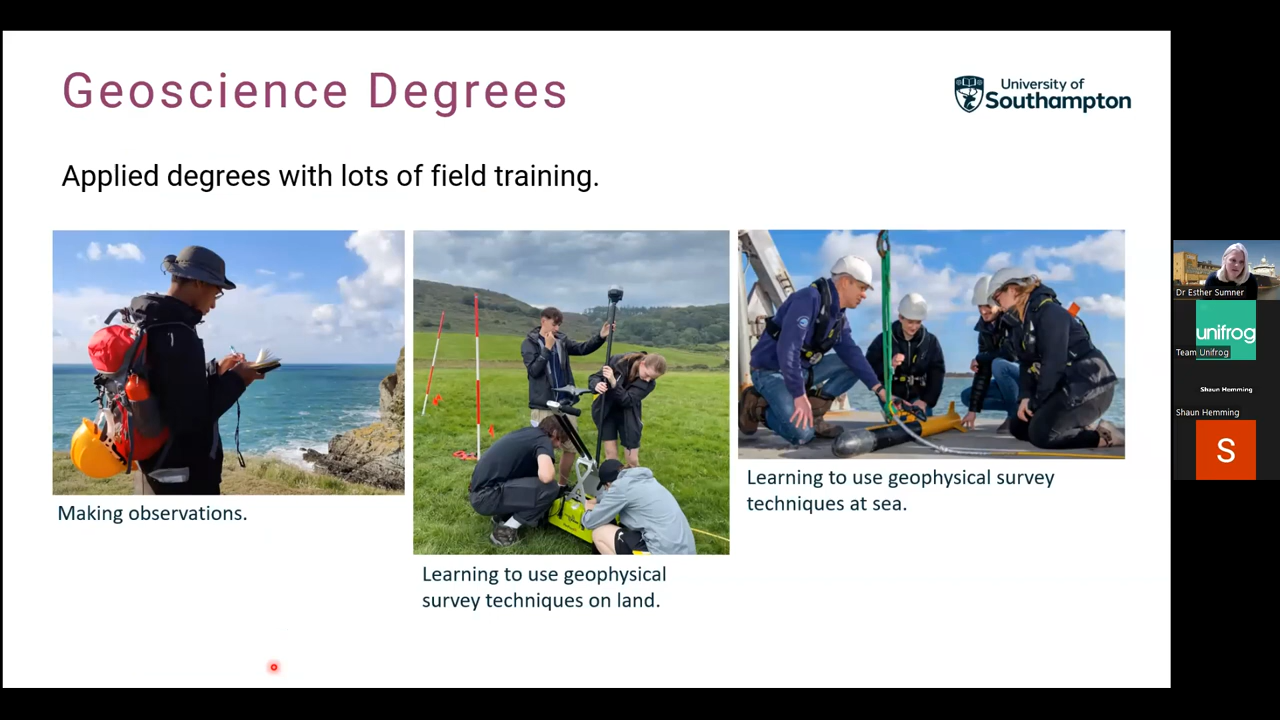 Geoscience Degrees
University of
Southampton
Applied degrees with lots of field training.
Making observations.
Learning to use geophysical
survey techniques on land.
Learning to use geophysical survey
techniques at sea.
Dr Esther Sumner
unifrog
Team Unifrog
Shaun Hemming
Shaun Hemming
S